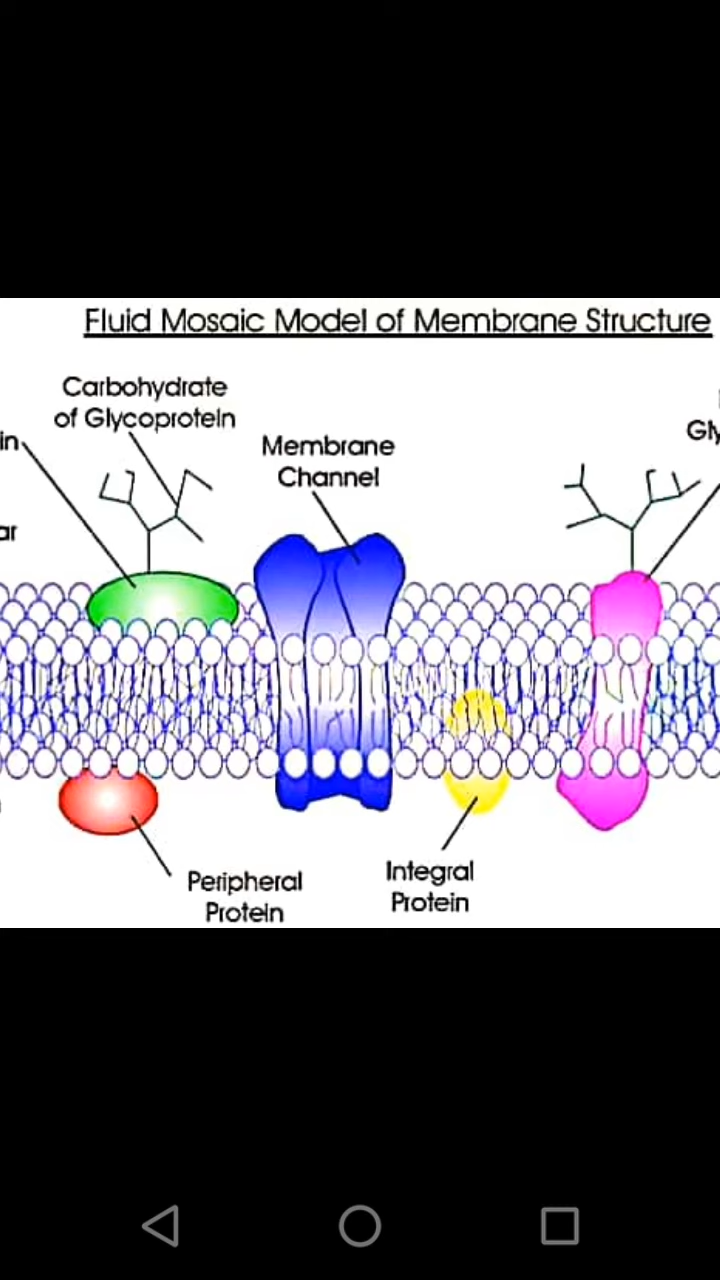 Fluid Mosaic Model of Membrane Structure
Carbohydrate
of Glycoprotein
Membrane
Channel
Peripheral
Protein
Integral
Protein